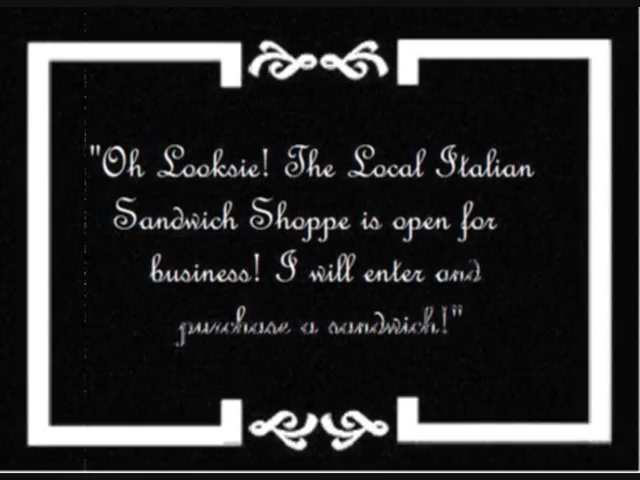 "Oh Looksie! The Local Italian
Sandwich Shoppe is open for
business! I will enter and
purchase a sandwich!"